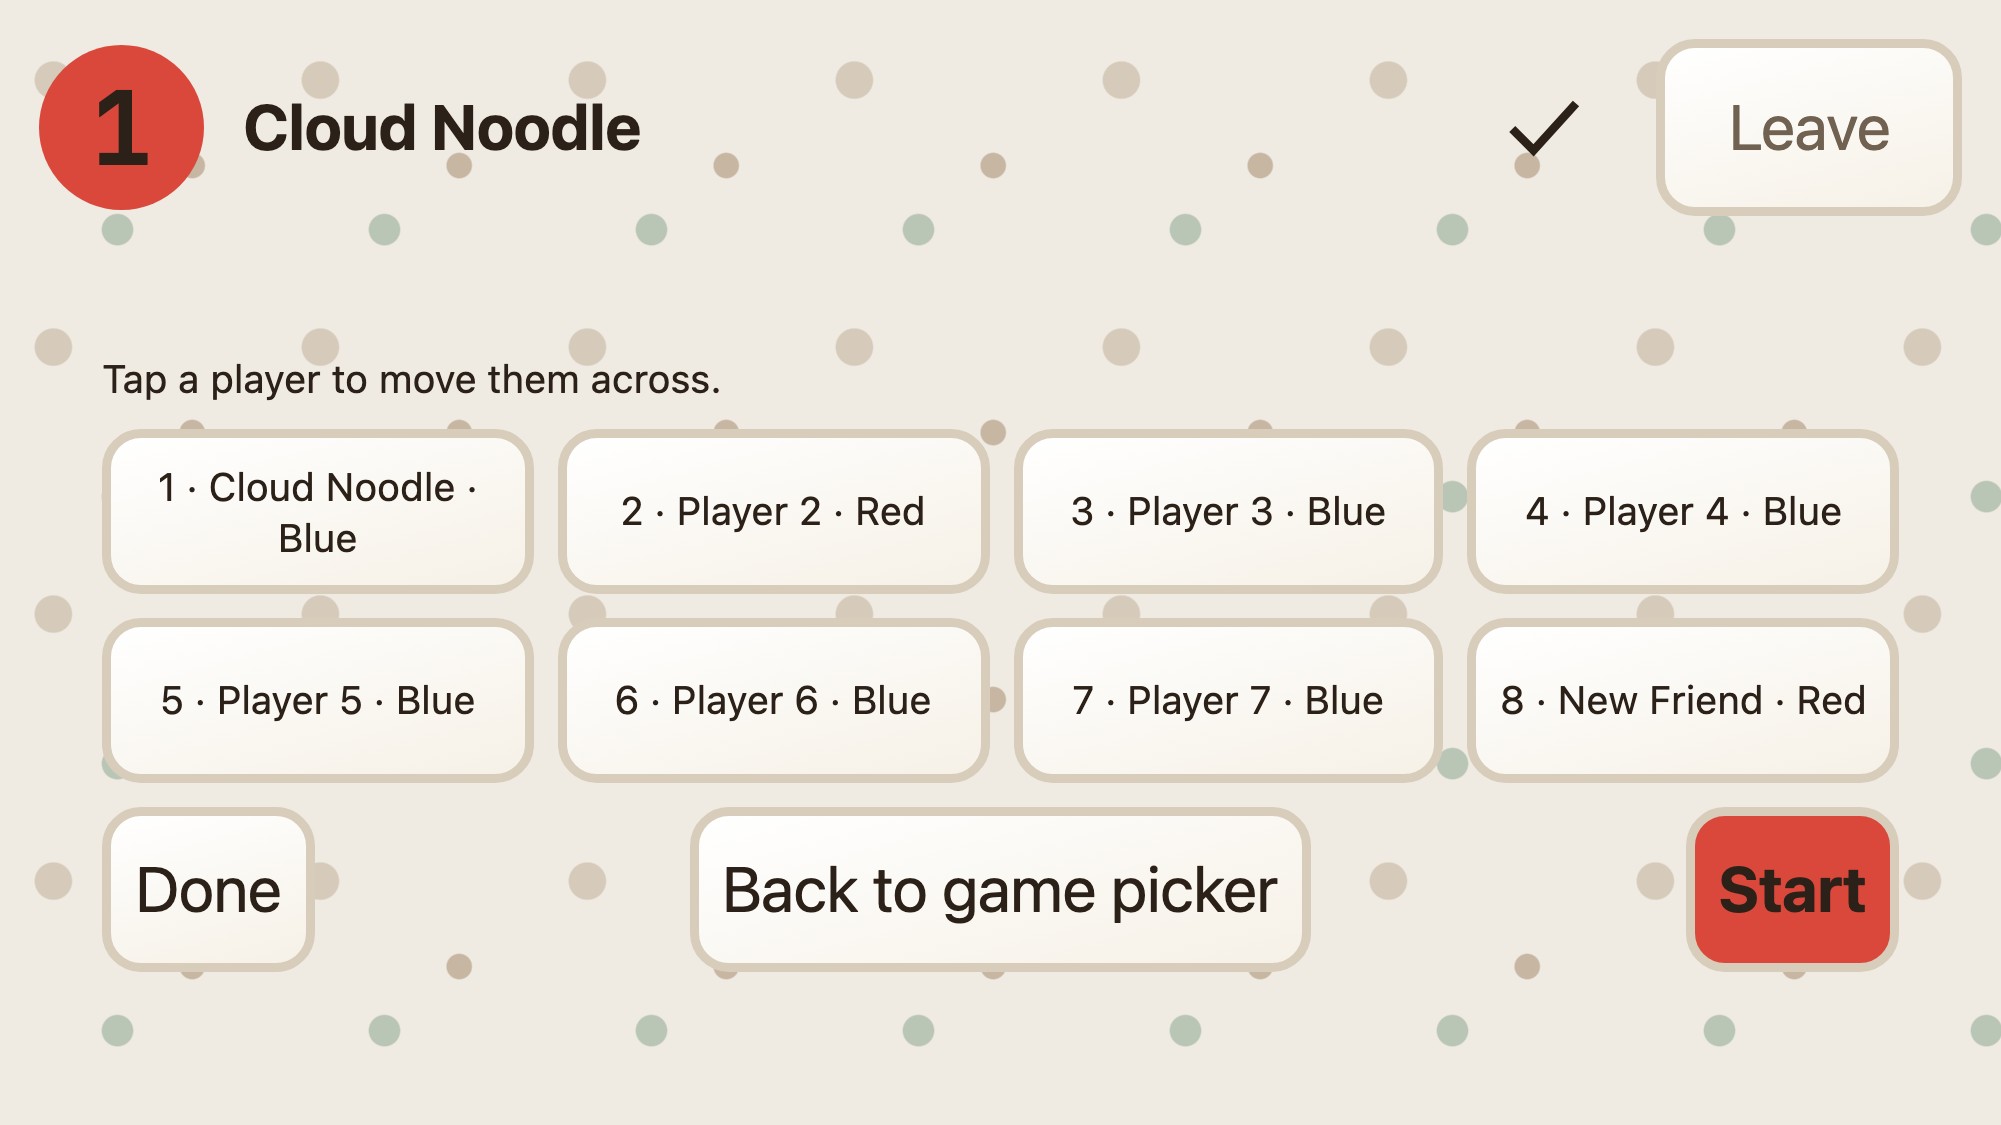 1
Cloud Noodle
Leave
Tap a player to move them across.
1 · Cloud Noodle ·
Blue
2 · Player 2 · Red
3 · Player 3 · Blue
4 · Player 4 · Blue
5 · Player 5 · Blue
6 · Player 6 · Blue
7 · Player 7 · Blue
8 · New Friend · Red
Done
Back to game picker
Start